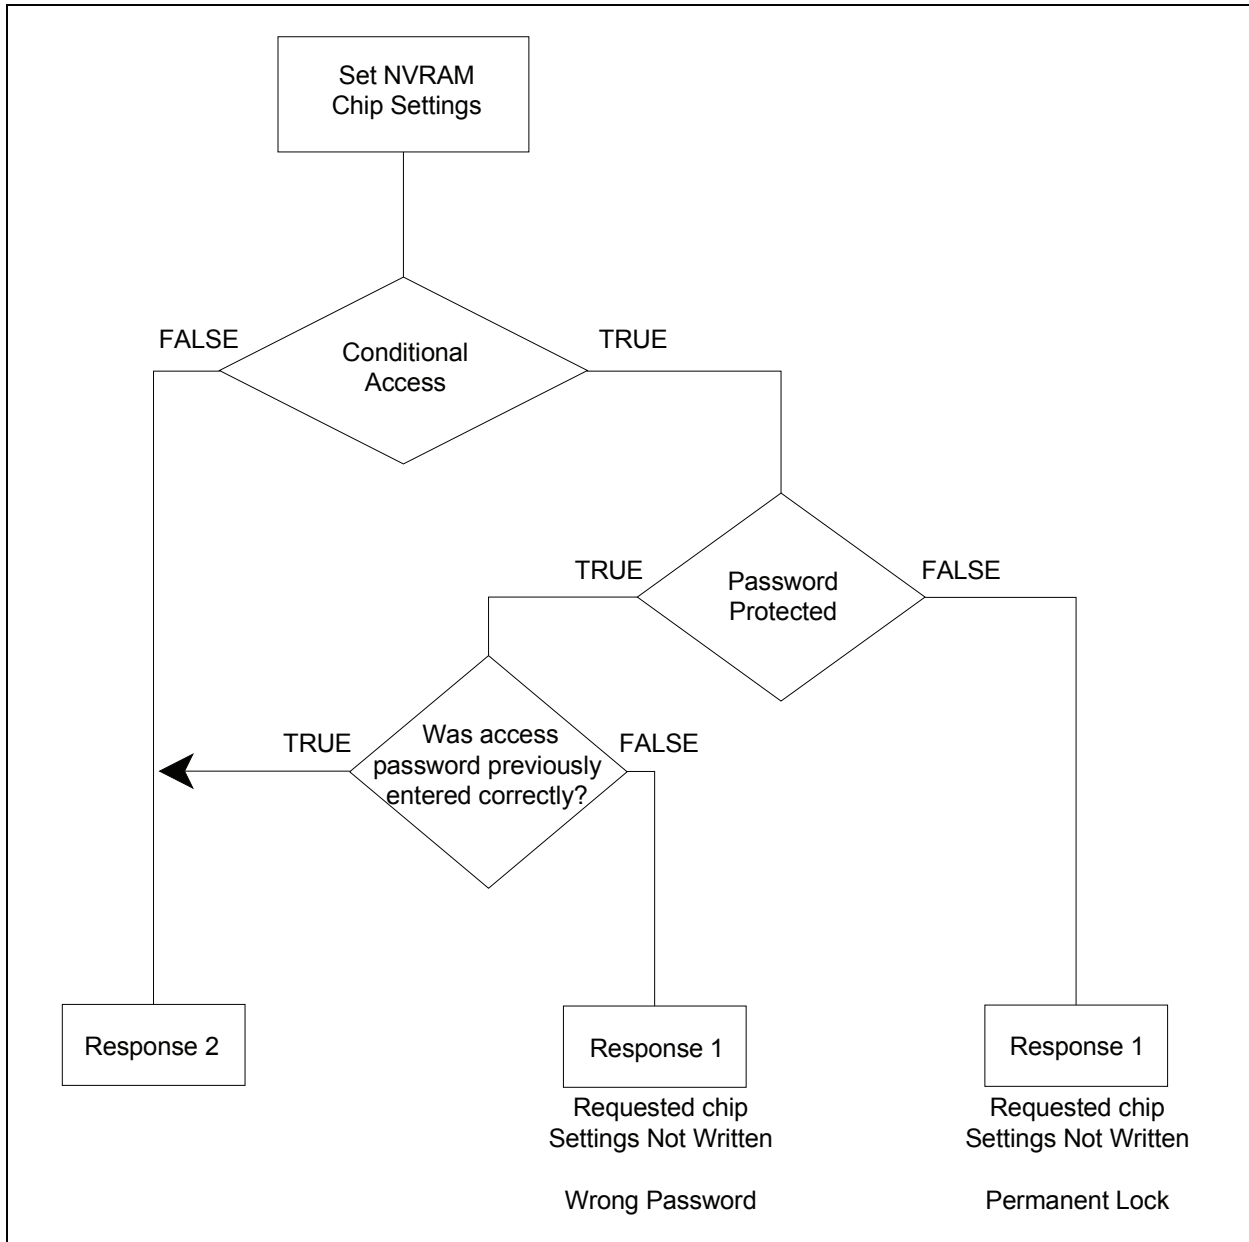 Set NVRAM
Chip Settings
FALSE
TRUE
Conditional
Access
TRUE
FALSE
Password
Protected
TRUE
FALSE
Was access
password previously
entered correctly?
Response 2
Response 1
Requested chip
Settings Not Written
Wrong Password
Response 1
Requested chip
Settings Not Written
Permanent Lock